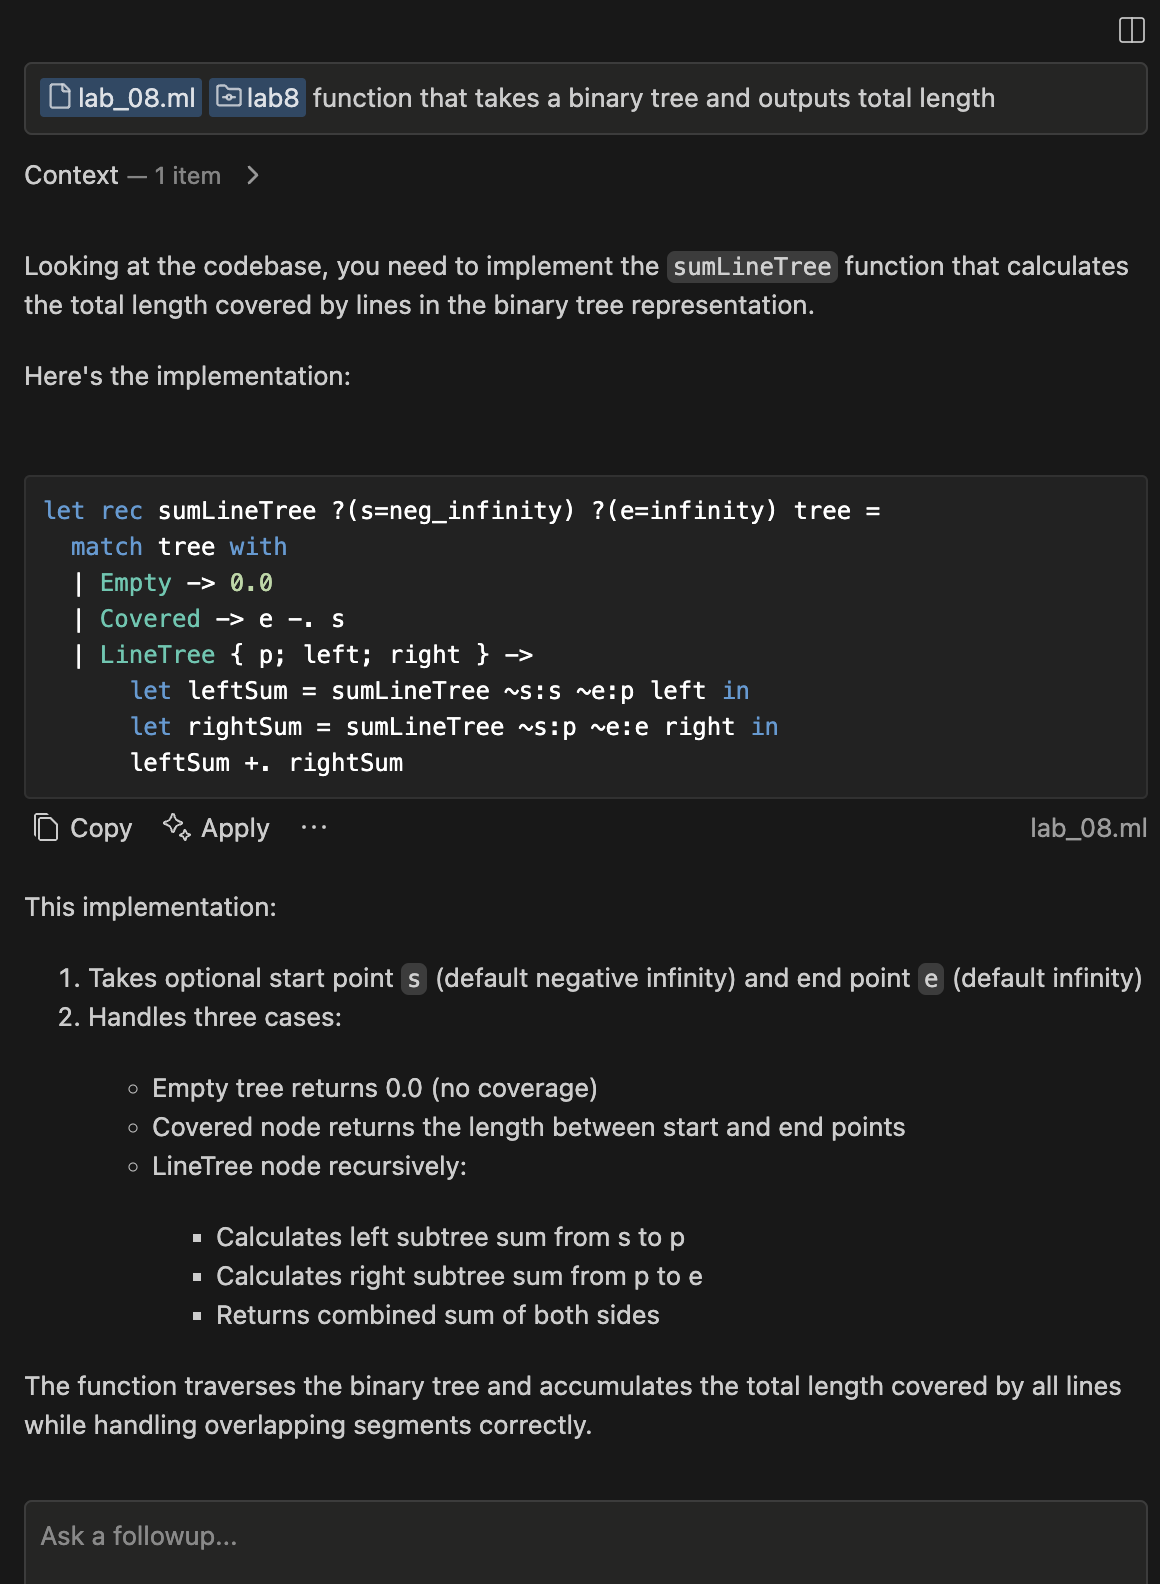 lab_08.ml lab8 function that takes a binary tree and outputs total length
Context — 1 item
Looking at the codebase, you need to implement the sumLineTree function that calculates
the total length covered by lines in the binary tree representation.
Here's the implementation:
let rec sumLineTree ?(s=neg_infinity) ?(e=infinity) tree =
  match tree with
  | Empty -> 0.0
  | Covered -> e -. s
  | LineTree { p; left; right } ->
      let leftSum = sumLineTree ~s:s ~e:p left in
      let rightSum = sumLineTree ~s:p ~e:e right in
      leftSum +. rightSum
Copy Apply ··· lab_08.ml
This implementation:
1. Takes optional start point s (default negative infinity) and end point e (default infinity)
2. Handles three cases:
○ Empty tree returns 0.0 (no coverage)
○ Covered node returns the length between start and end points
○ LineTree node recursively:
▪ Calculates left subtree sum from s to p
▪ Calculates right subtree sum from p to e
▪ Returns combined sum of both sides
The function traverses the binary tree and accumulates the total length covered by all lines
while handling overlapping segments correctly.
Ask a followup...